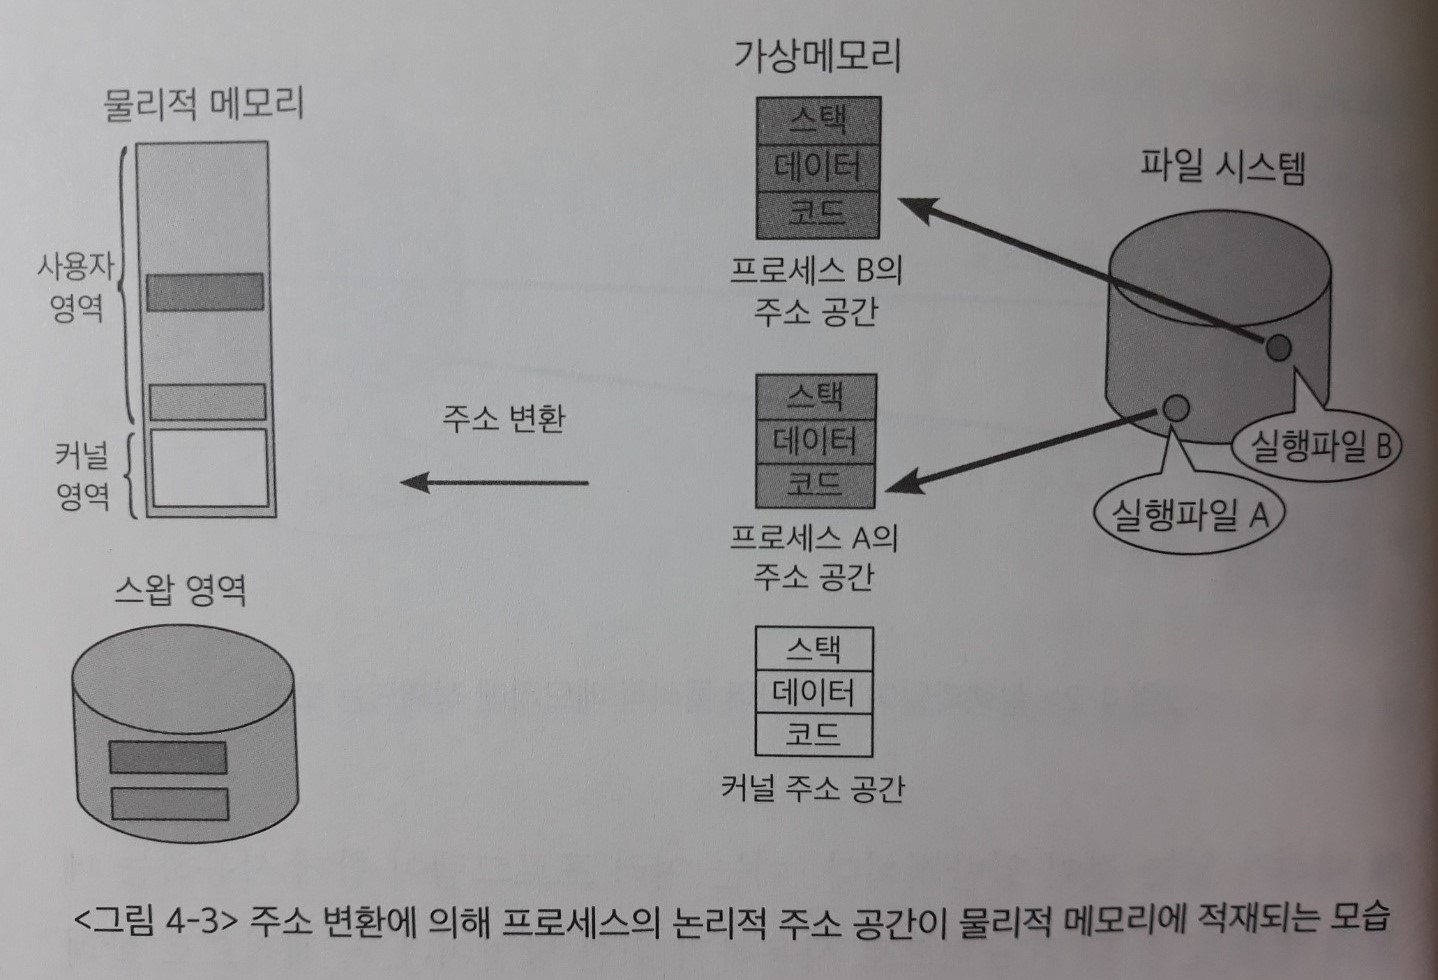 가상메모리
물리적 메모리
스택
데이터
코드
프로세스 B의
주소 공간
파일 시스템
사용자
영역
실행파일 B
실행파일 A
스택
데이터
코드
프로세스 A의
주소 공간
주소 변환
커널
영역
스왑 영역
스택
데이터
코드
커널 주소 공간
<그림 4-3> 주소 변환에 의해 프로세스의 논리적 주소 공간이 물리적 메모리에 적재되는 모습